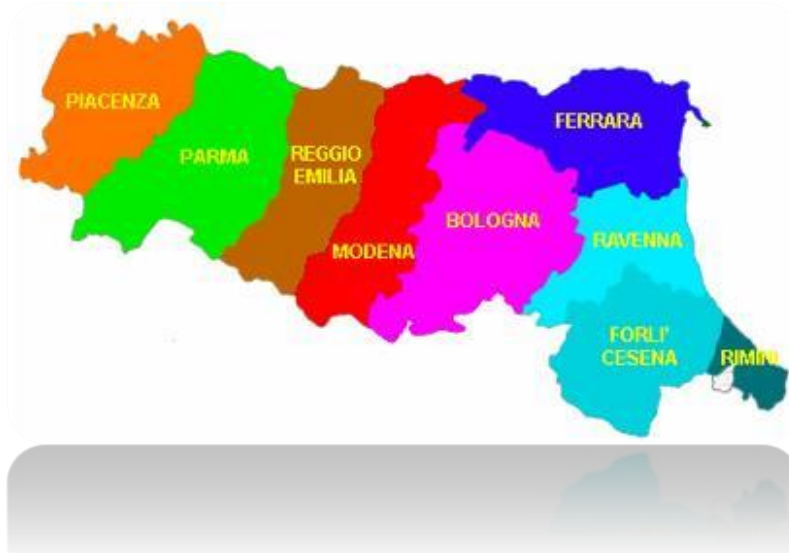 PIACENZA
PARMA
REGGIO
EMILIA
MODENA
BOLOGNA
FERRARA
RAVENNA
FORLI'
CESENA
RIMINI